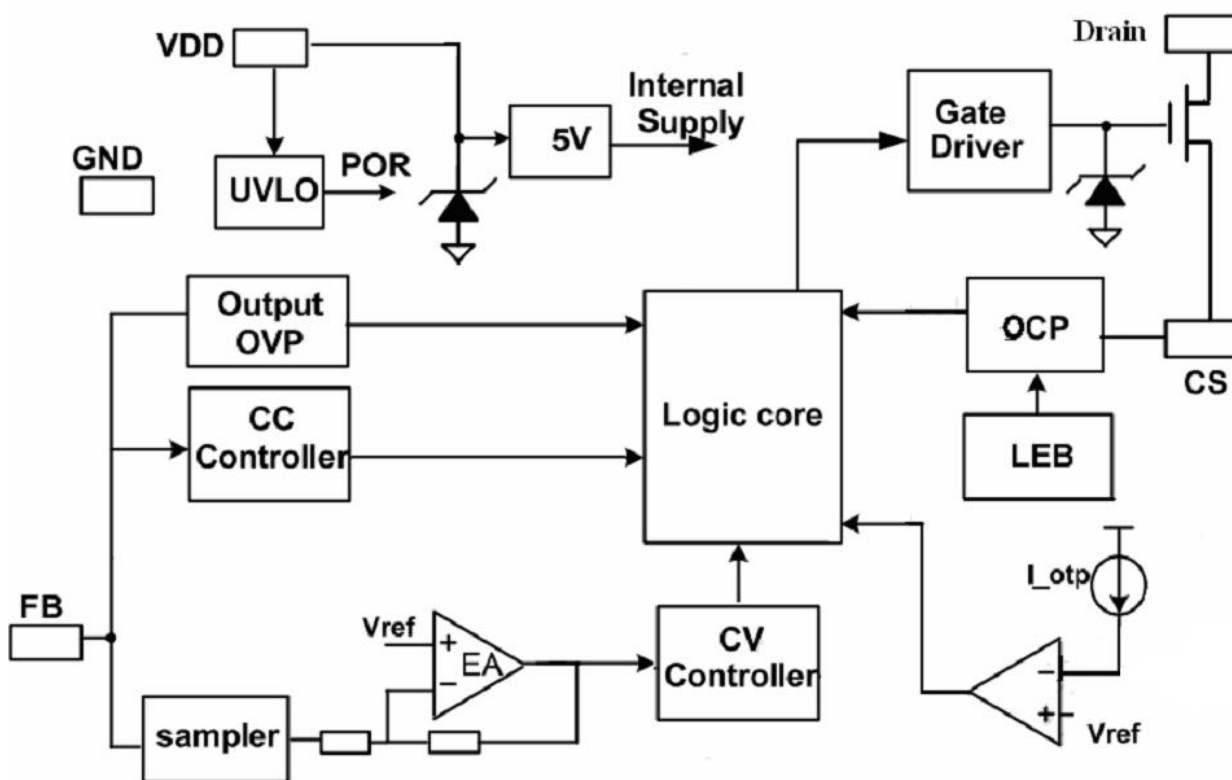 VDD
Drain
Internal
Supply
5V
Gate
Driver
GND
UVLO
POR
Output
OVP
OCP
CS
CC
Controller
Logic core
LEB
FB
Vref
+
EA
−
CV
Controller
I_otp
−
+
Vref
sampler